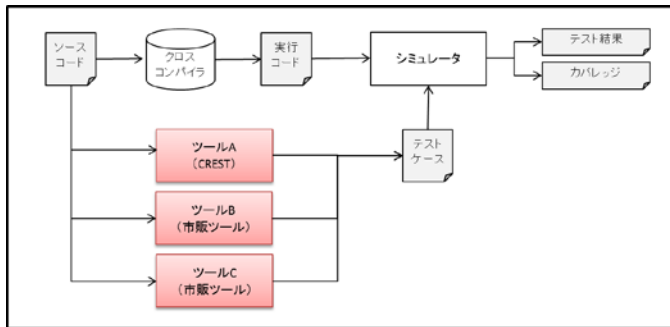 ソース
コード
クロス
コンパイラ
実行
コード
シミュレータ
テスト結果
カバレッジ
ツールA
(CREST)
テスト
ケース
ツールB
(市販ツール)
ツールC
(市販ツール)